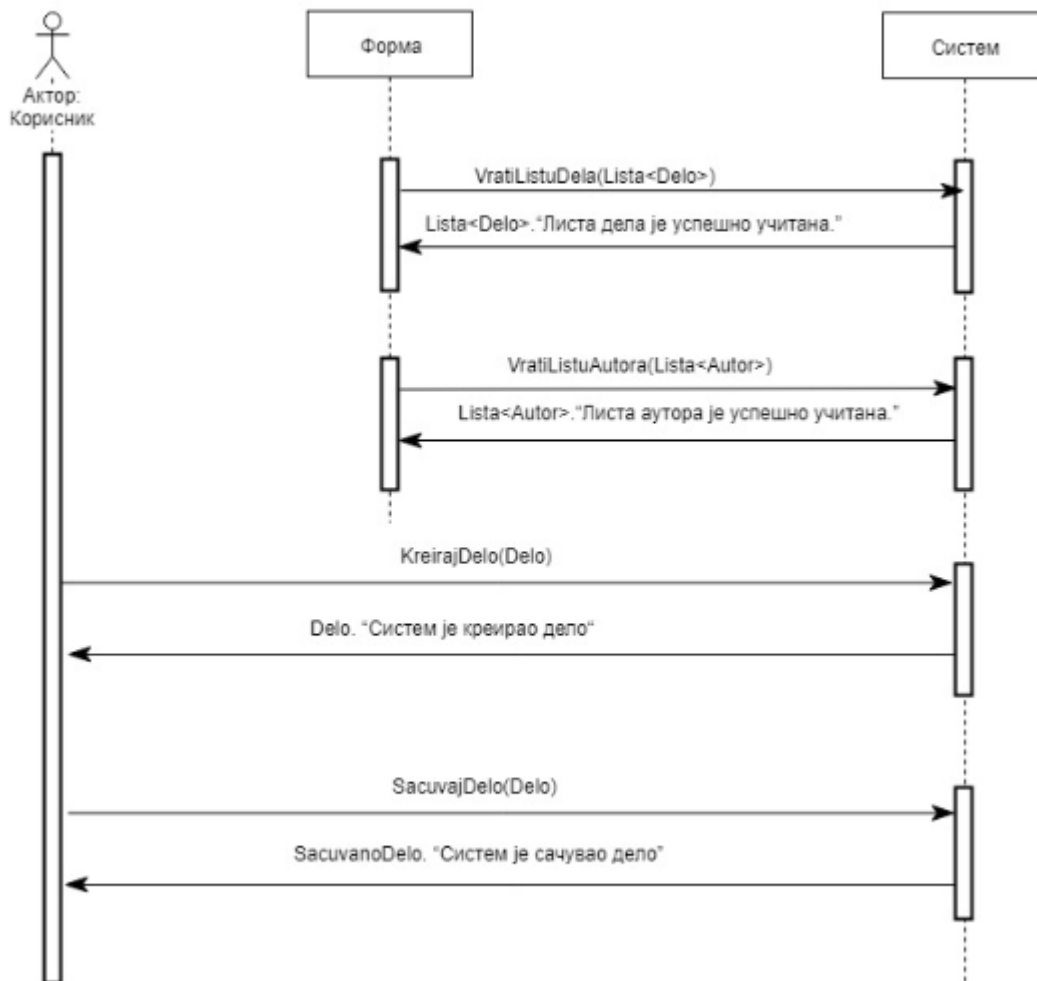 Форма
Систем
Актор:
Корисник
VratiListuDela(Lista<Delo>)
Lista<Delo>.“Листа дела је успешно учитана.”
VratiListuAutora(Lista<Autor>)
Lista<Autor>.“Листа аутора је успешно учитана.”
KreirajDelo(Delo)
Delo. “Систем је креирао дело“
SacuvajDelo(Delo)
SacuvanoDelo. “Систем је сачувао дело”